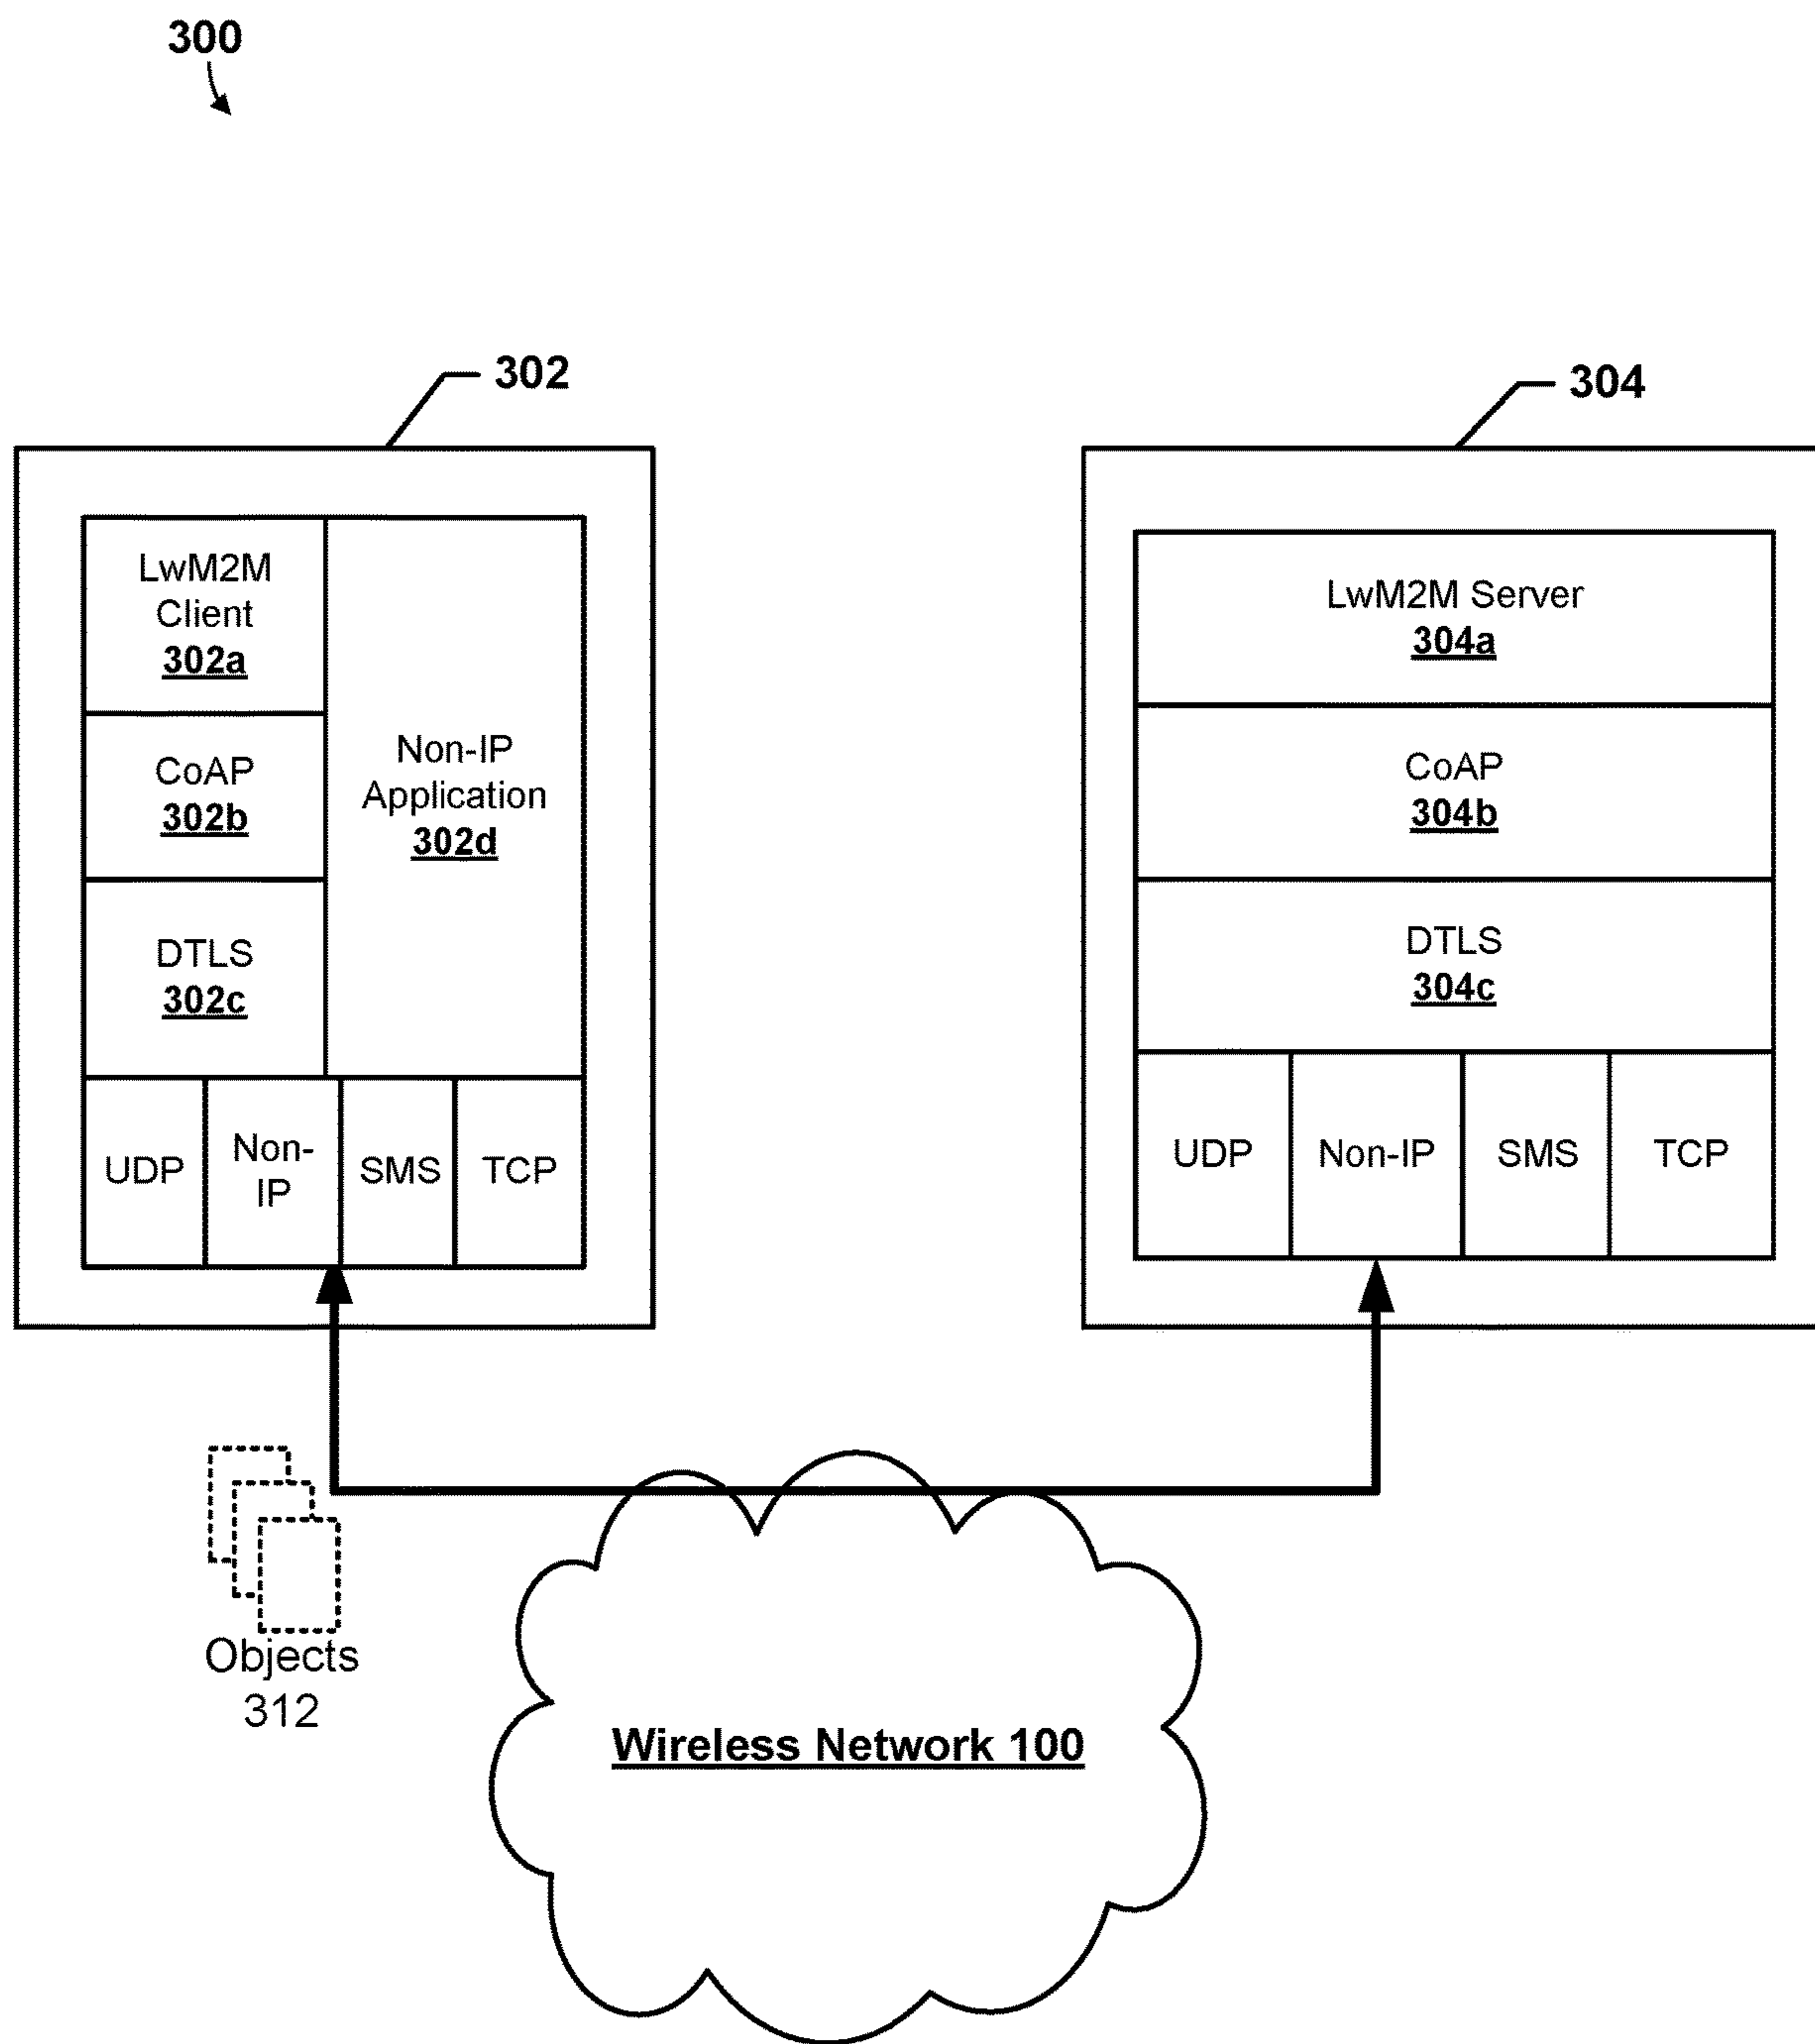 300
302
304
LwM2M
Client
302a
CoAP
302b
DTLS
302c
Non-IP
Application
302d
UDP
Non-
IP
SMS
TCP
LwM2M Server
304a
CoAP
304b
DTLS
304c
UDP
Non-IP
SMS
TCP
Objects
312
Wireless Network 100